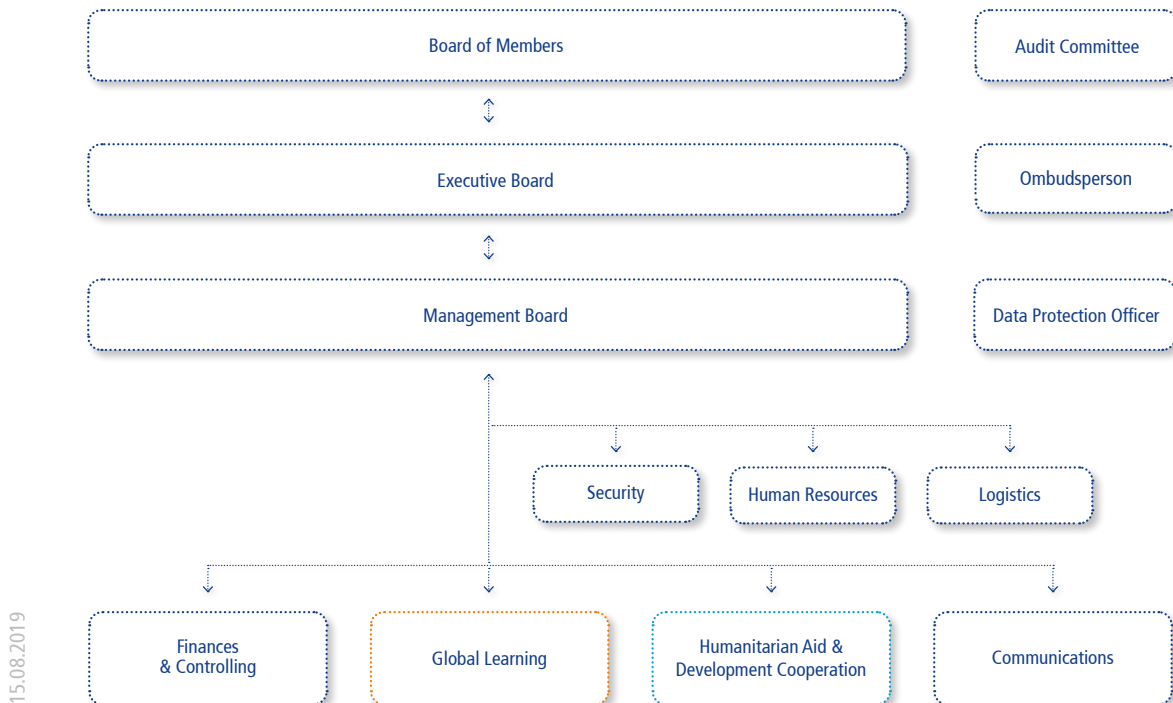 Board of Members
Audit Committee
Executive Board
Ombudsperson
Management Board
Data Protection Officer
Security
Human Resources
Logistics
Finances
& Controlling
Global Learning
Humanitarian Aid &
Development Cooperation
Communications
15.08.2019